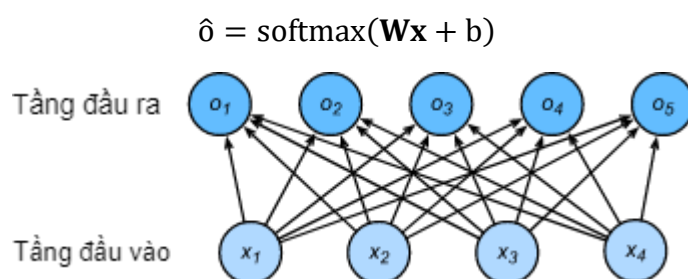 ô = softmax(Wx + b)
Tầng đầu ra o1 o2 o3 o4 o5
Tầng đầu vào x1 x2 x3 x4